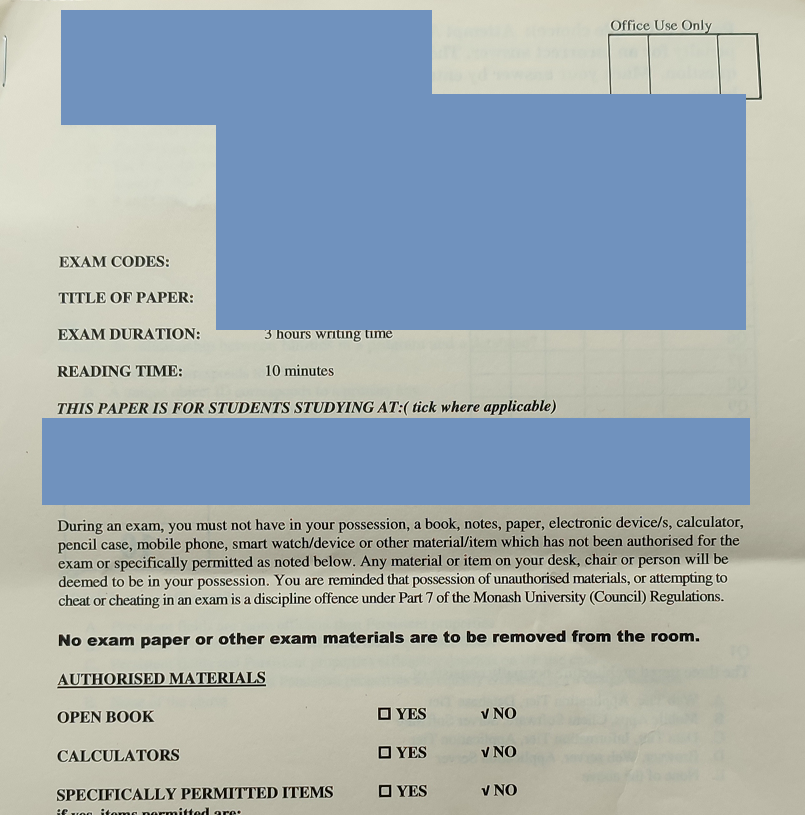 Office Use Only
EXAM CODES:
TITLE OF PAPER:
EXAM DURATION: 3 hours writing time
READING TIME: 10 minutes
THIS PAPER IS FOR STUDENTS STUDYING AT:( tick where applicable)
During an exam, you must not have in your possession, a book, notes, paper, electronic device/s, calculator,
pencil case, mobile phone, smart watch/device or other material/item which has not been authorised for the
exam or specifically permitted as noted below. Any material or item on your desk, chair or person will be
deemed to be in your possession. You are reminded that possession of unauthorised materials, or attempting to
cheat or cheating in an exam is a discipline offence under Part 7 of the Monash University (Council) Regulations.
No exam paper or other exam materials are to be removed from the room.
AUTHORISED MATERIALS
OPEN BOOK ☐ YES √ NO
CALCULATORS ☐ YES √ NO
SPECIFICALLY PERMITTED ITEMS ☐ YES √ NO
if yes, items permitted are: